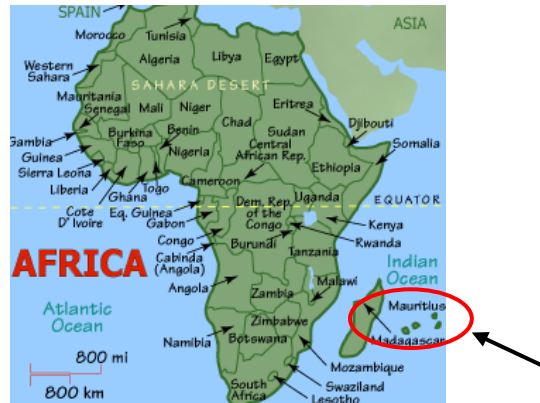 SPAIN
ASIA
Morocco
Tunisia
Algeria
Libya
Egypt
Western
Sahara
SAHARA DESERT
Mauritania
Senegal
Mali
Niger
Chad
Eritrea
Djibouti
Sudan
Somalia
Gambia
Burkina
Faso
Benin
Guinea
Nigeria
Central
African Rep.
Ethiopia
Sierra Leona
Liberia
Togo
Ghana
Cameroon
Cote
D'Ivoire
Eq. Guinea
Gabon
Dem. Rep.
of the
Congo
Uganda
EQUATOR
Kenya
Rwanda
Congo
Burundi
Cabinda
(Angola)
Tanzania
AFRICA
Indian
Ocean
Malawi
Angola
Zambia
Mauritius
Atlantic
Ocean
Zimbabwe
Madagascar
Namibia
Botswana
Mozambique
800 mi
800 km
South
Africa
Swaziland
Lesotho